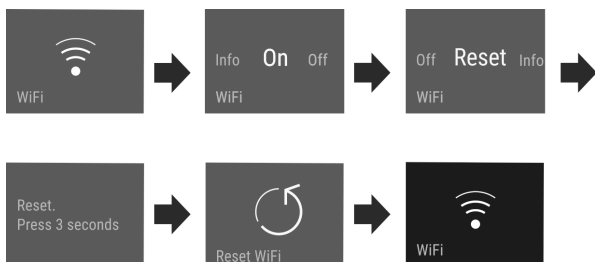 WiFi
Info On Off
WiFi
Off Reset Info
WiFi
Reset.
Press 3 seconds
Reset WiFi
WiFi